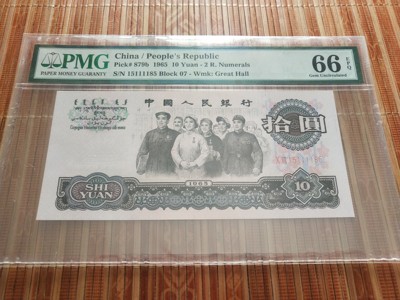 PMG
PAPER MONEY GUARANTY
China / People's Republic
Pick# 879b 1965 10 Yuan - 2 R. Numerals
S/N 15111185 Block 07 - Wmk: Great Hall
66 EPQ
Gem Uncirculated
中國人民銀行
拾圓
SHI
YUAN
1965
10